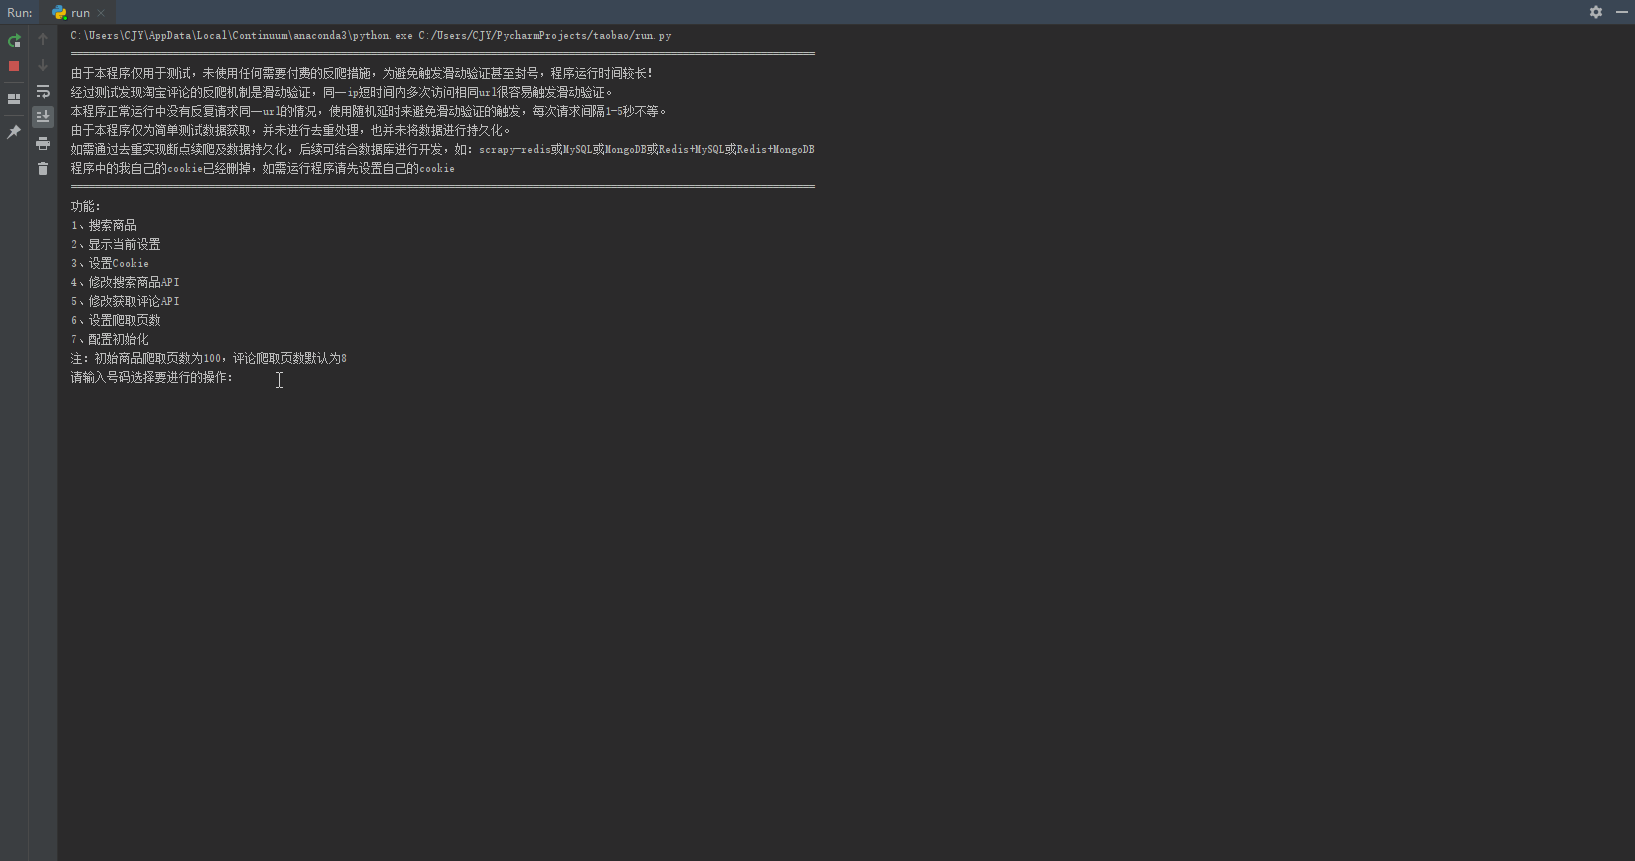 Run: run
C:\Users\CJY\AppData\Local\Continuum\anaconda3\python.exe C:/Users/CJY/PycharmProjects/taobao/run.py
由于本程序仅用于测试，未使用任何需要付费的反爬措施，为避免触发滑动验证甚至封号，程序运行时间较长！
经过测试发现淘宝评论的反爬机制是滑动验证，同一ip短时间内多次访问相同url很容易触发滑动验证。
本程序正常运行中没有反复请求同一url的情况，使用随机延时来避免滑动验证的触发，每次请求间隔1-5秒不等。
由于本程序仅为简单测试数据获取，并未进行去重处理，也并未将数据进行持久化。
如需通过去重实现断点续爬及数据持久化，后续可结合数据库进行开发，如：scrapy-redis或MySQL或MongoDB或Redis+MySQL或Redis+MongoDB
程序中的我自己的cookie已经删掉，如需运行程序请先设置自己的cookie
功能：
1、搜索商品
2、显示当前设置
3、设置Cookie
4、修改搜索商品API
5、修改获取评论API
6、设置爬取页数
7、配置初始化
注：初始商品爬取页数为100，评论爬取页数默认为8
请输入号码选择要进行的操作：